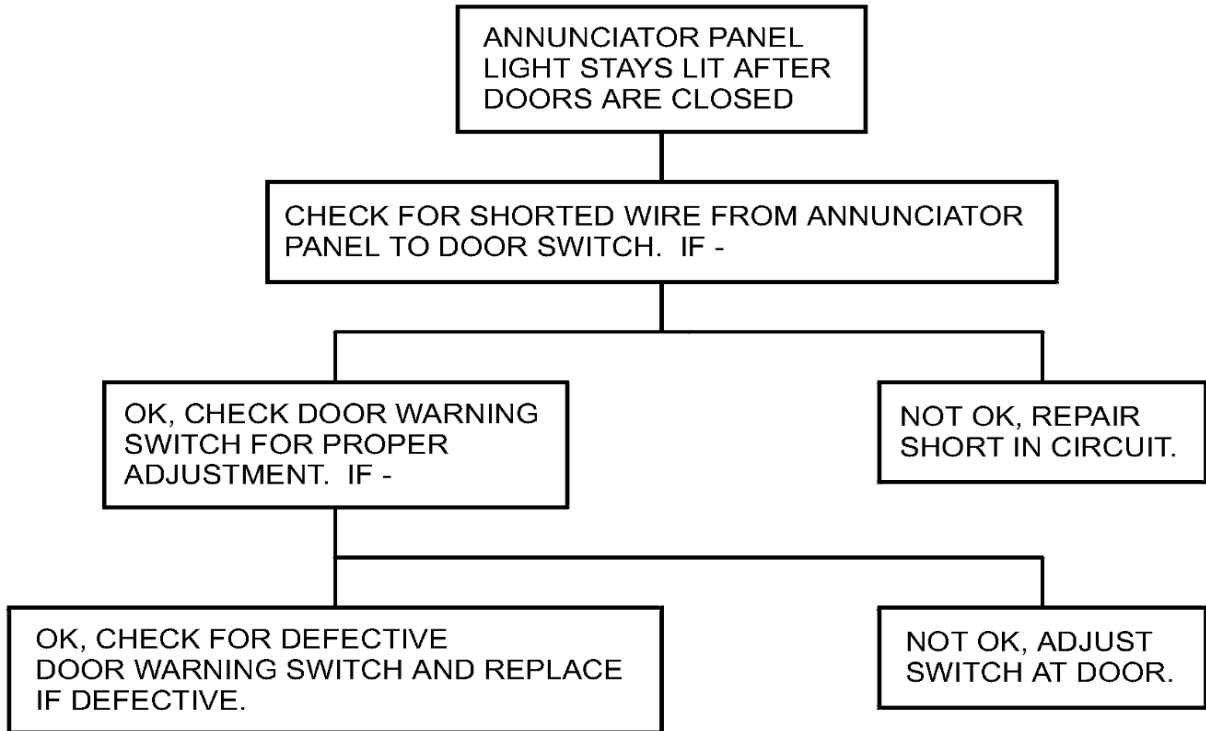 ANNUNCIATOR PANEL
LIGHT STAYS LIT AFTER
DOORS ARE CLOSED
CHECK FOR SHORTED WIRE FROM ANNUNCIATOR
PANEL TO DOOR SWITCH.  IF -
OK, CHECK DOOR WARNING
SWITCH FOR PROPER
ADJUSTMENT.  IF -
NOT OK, REPAIR
SHORT IN CIRCUIT.
OK, CHECK FOR DEFECTIVE
DOOR WARNING SWITCH AND REPLACE
IF DEFECTIVE.
NOT OK, ADJUST
SWITCH AT DOOR.